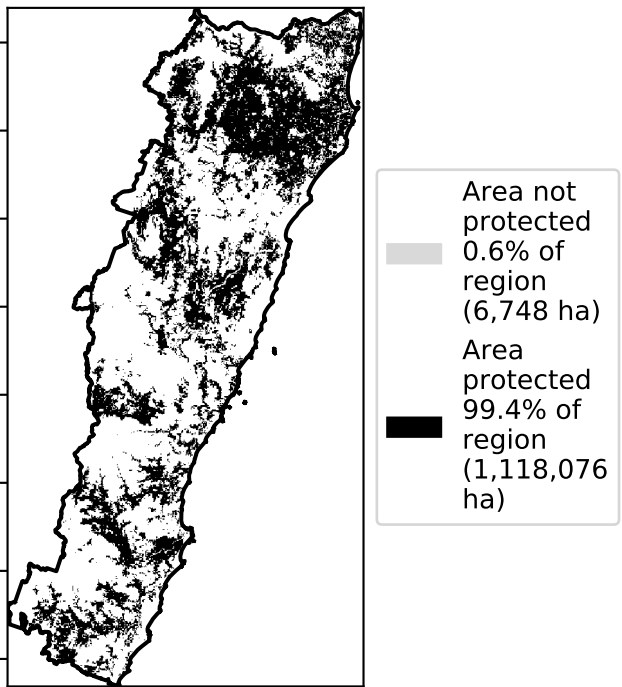 Area not
protected
0.6% of
region
(6,748 ha)
Area
protected
99.4% of
region
(1,118,076
ha)